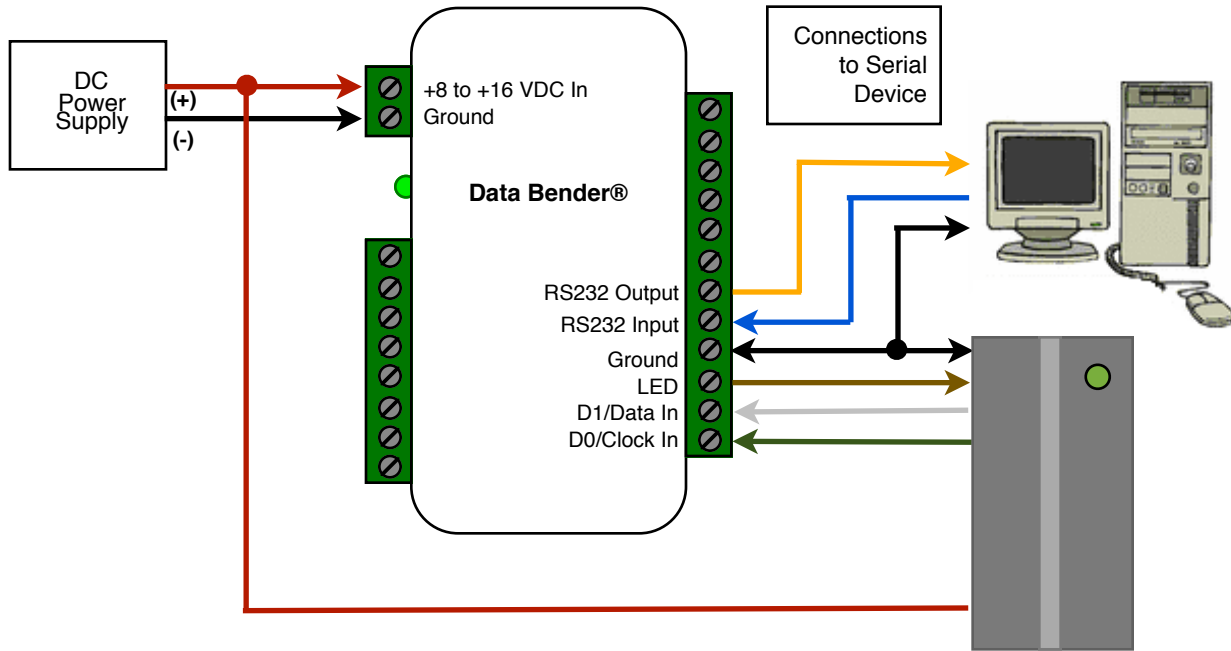 DC
Power
Supply
(+)
(-)
+8 to +16 VDC In
Ground
Data Bender®
Connections
to Serial
Device
RS232 Output
RS232 Input
Ground
LED
D1/Data In
D0/Clock In